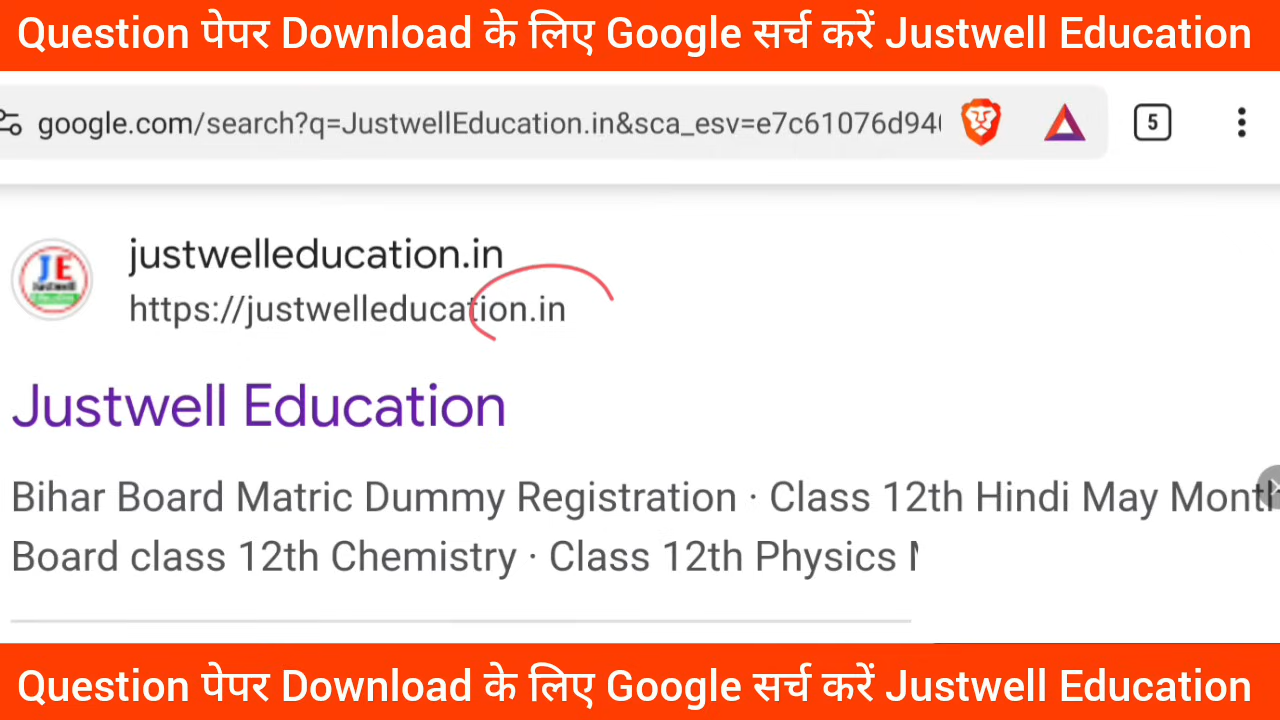 Question पेपर Download के लिए Google सर्च करें Justwell Education
google.com/search?q=JustwellEducation.in&sca_esv=e7c61076d940
5
JE
justwelleducation.in
https://justwelleducation.in
Justwell Education
Bihar Board Matric Dummy Registration · Class 12th Hindi May Month
Board class 12th Chemistry · Class 12th Physics
Question पेपर Download के लिए Google सर्च करें Justwell Education